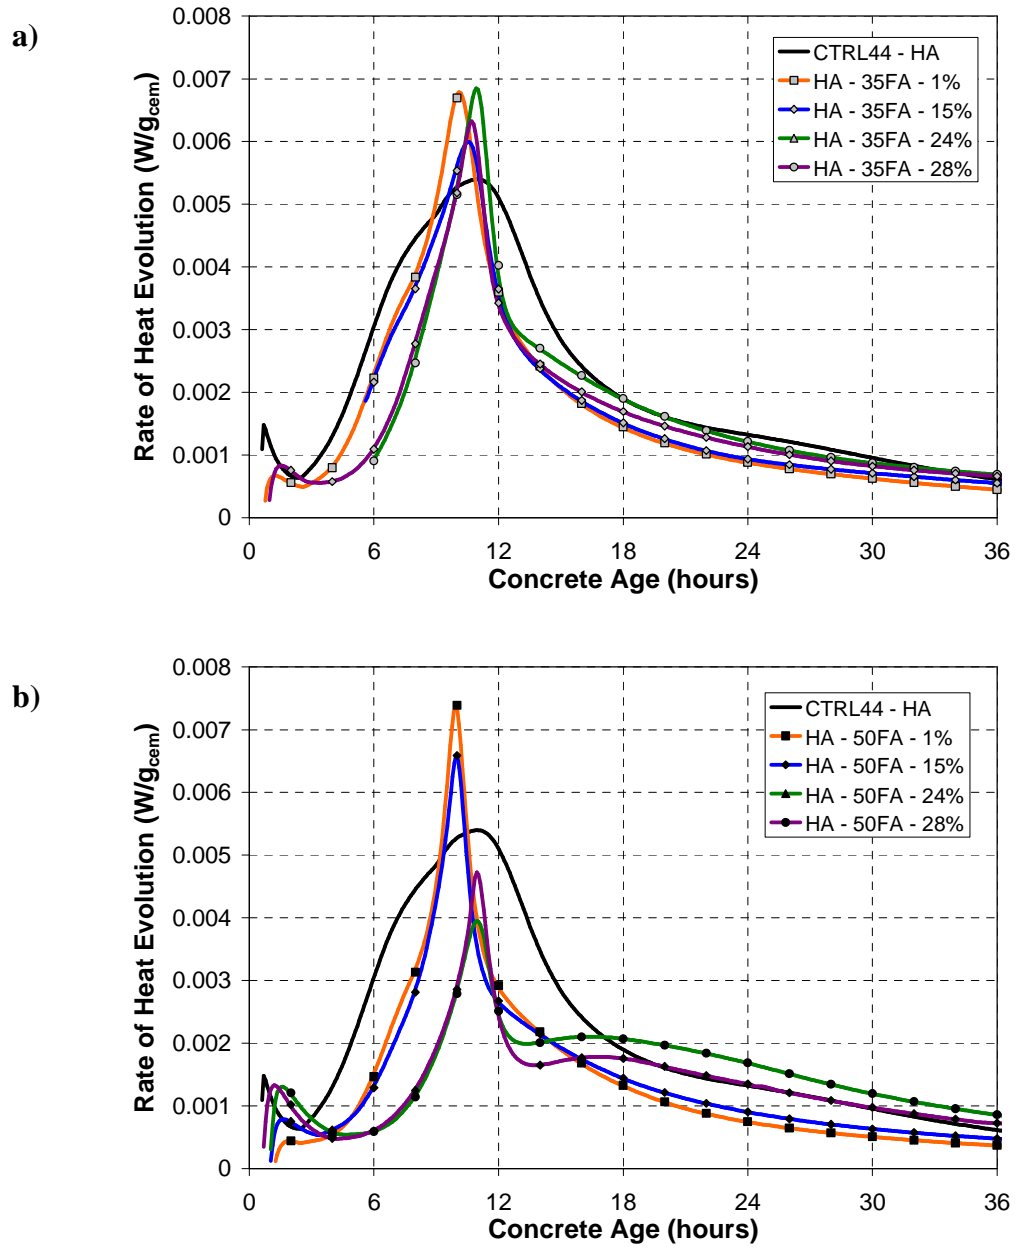 a)
0.008
0.007
0.006
0.005
0.004
0.003
0.002
0.001
0
Rate of Heat Evolution (W/gcem)
CTRL44 - HA
HA - 35FA - 1%
HA - 35FA - 15%
HA - 35FA - 24%
HA - 35FA - 28%
0 6 12 18 24 30 36
Concrete Age (hours)
b)
0.008
0.007
0.006
0.005
0.004
0.003
0.002
0.001
0
Rate of Heat Evolution (W/gcem)
CTRL44 - HA
HA - 50FA - 1%
HA - 50FA - 15%
HA - 50FA - 24%
HA - 50FA - 28%
0 6 12 18 24 30 36
Concrete Age (hours)